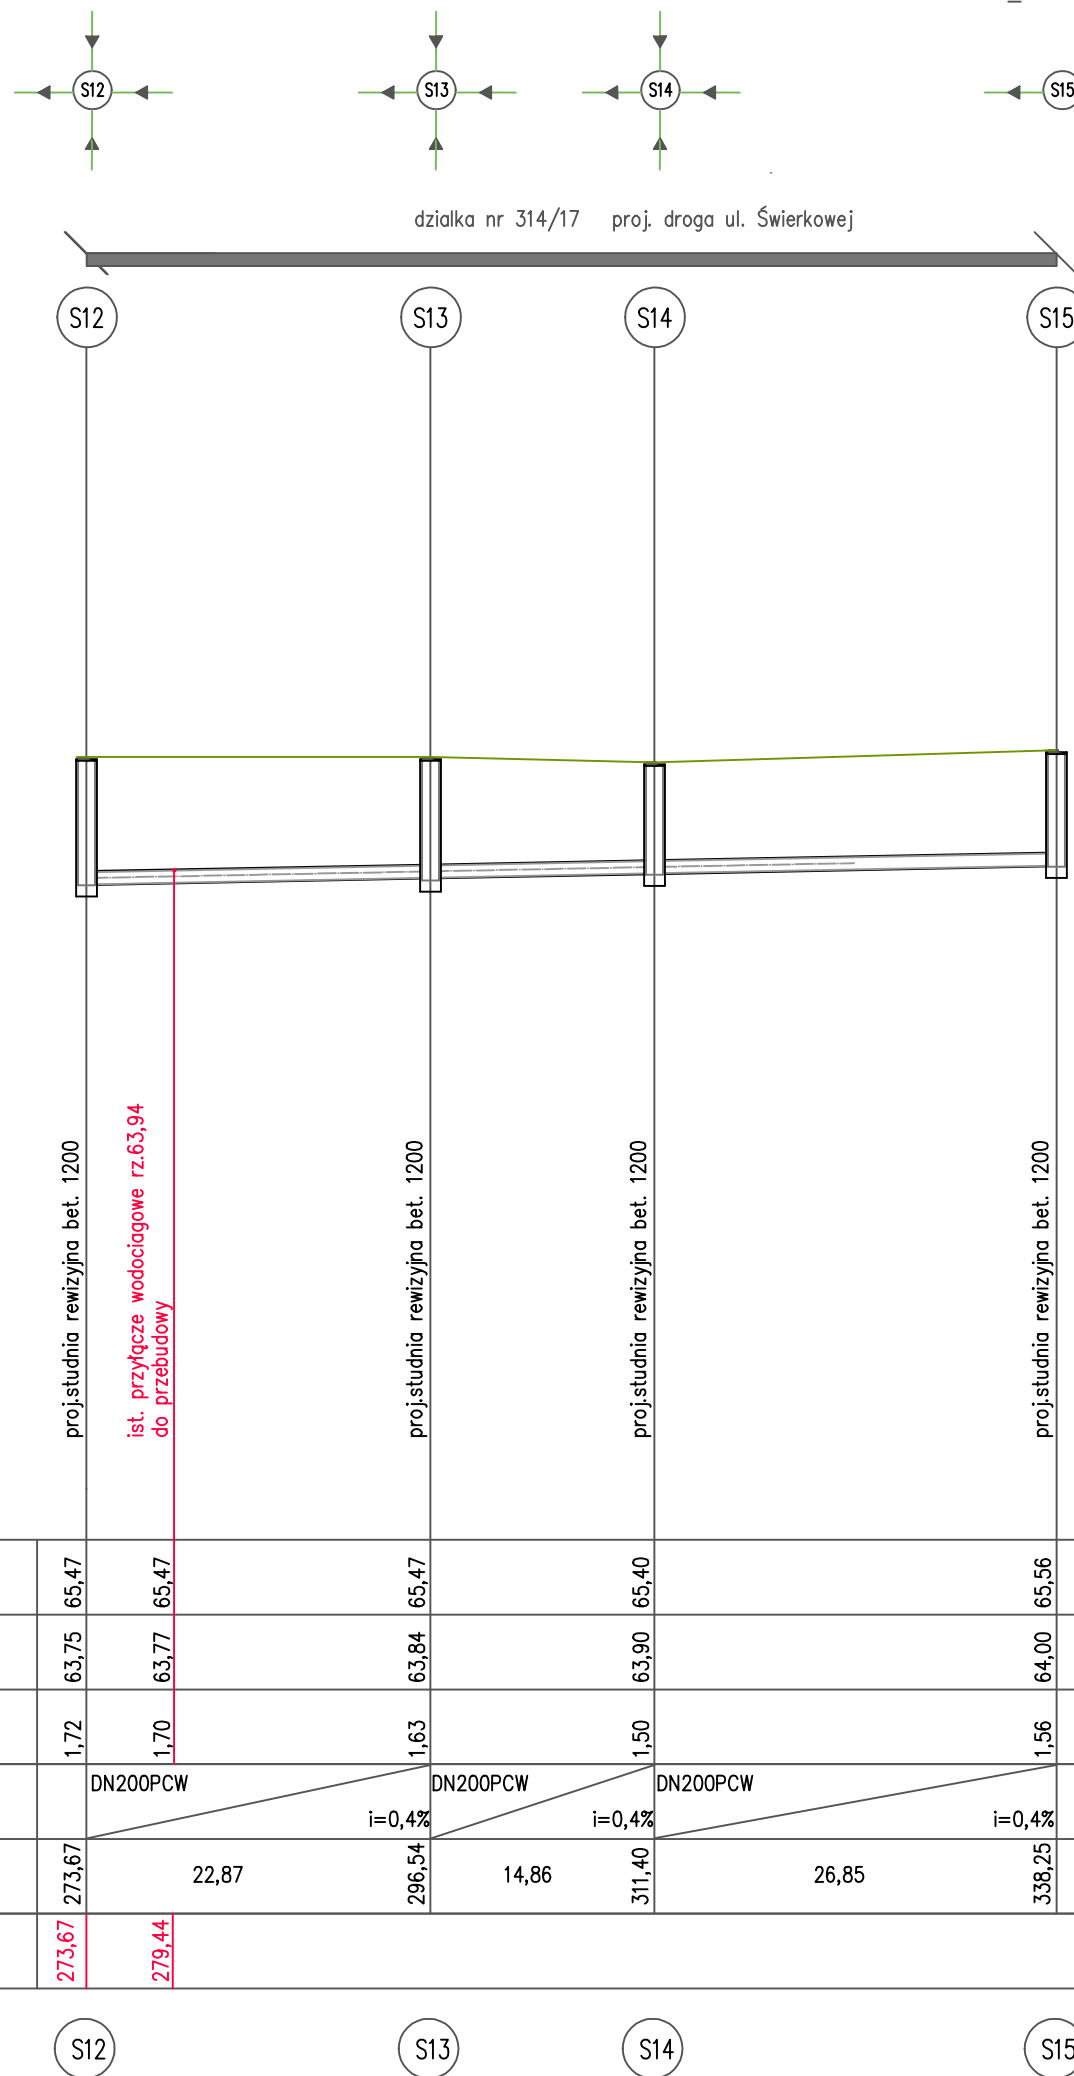 S12 S13 S14 S15
dzialka nr 314/17 proj. droga ul. Świerkowej
S12 S13 S14 S15
proj.studnia rewizyjna bet. 1200
ist. przyłącze wodociagowe rz.63,94
do przebudowy
proj.studnia rewizyjna bet. 1200
proj.studnia rewizyjna bet. 1200
proj.studnia rewizyjna bet. 1200
65,47 65,47 65,47 65,40 65,56
63,75 63,77 63,84 63,90 64,00
1,72 1,70 1,63 1,50 1,56
DN200PCW DN200PCW DN200PCW
i=0,4% i=0,4% i=0,4%
273,67 22,87 296,54 14,86 311,40 26,85 338,25
273,67 279,44
S12 S13 S14 S15